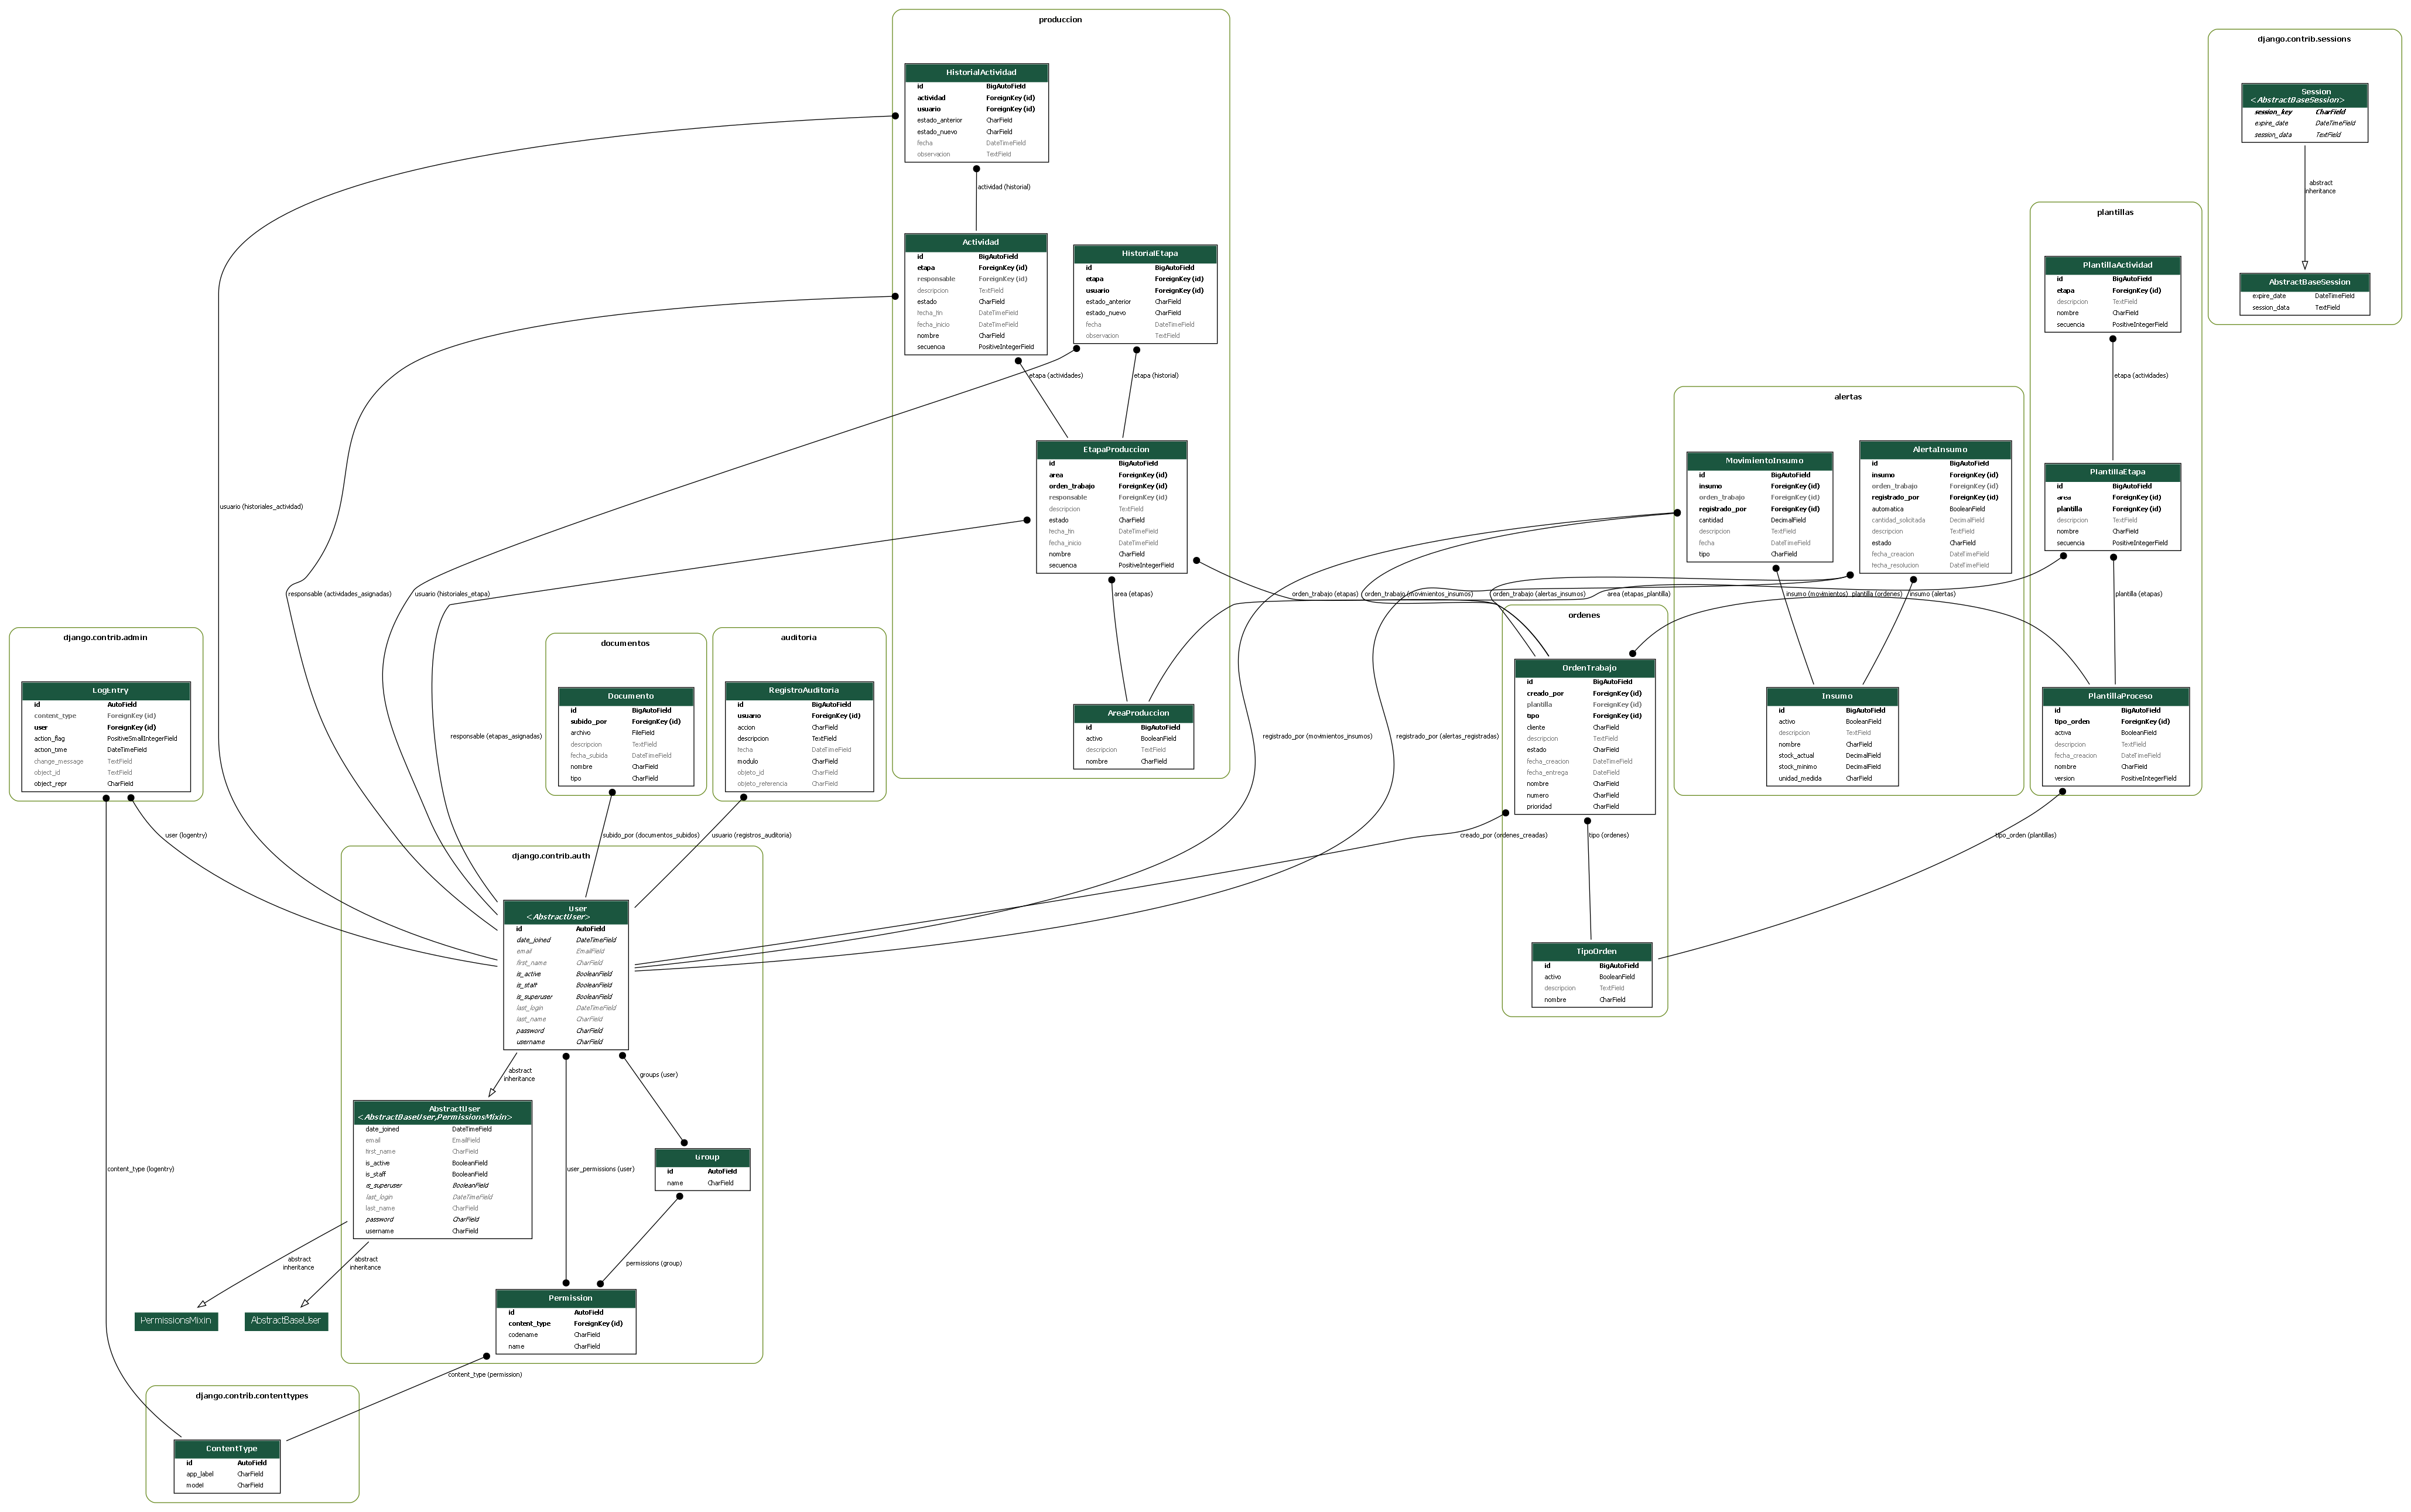 produccion
HistorialActividad
id BigAutoField
actividad ForeignKey (id)
usuario ForeignKey (id)
estado_anterior CharField
estado_nuevo CharField
fecha DateTimeField
observacion TextField
actividad (historial)
Actividad
id BigAutoField
etapa ForeignKey (id)
responsable ForeignKey (id)
descripcion TextField
estado CharField
fecha_fin DateTimeField
fecha_inicio DateTimeField
nombre CharField
secuencia PositiveIntegerField
HistorialEtapa
id BigAutoField
etapa ForeignKey (id)
usuario ForeignKey (id)
estado_anterior CharField
estado_nuevo CharField
fecha DateTimeField
observacion TextField
etapa (actividades)
etapa (historial)
EtapaProduccion
id BigAutoField
area ForeignKey (id)
orden_trabajo ForeignKey (id)
responsable ForeignKey (id)
descripcion TextField
estado CharField
fecha_fin DateTimeField
fecha_inicio DateTimeField
nombre CharField
secuencia PositiveIntegerField
area (etapas)
AreaProduccion
id BigAutoField
activo BooleanField
descripcion TextField
nombre CharField
django.contrib.sessions
Session
<AbstractBaseSession>
session_key CharField
expire_date DateTimeField
session_data TextField
abstract
inheritance
AbstractBaseSession
expire_date DateTimeField
session_data TextField
plantillas
PlantillaActividad
id BigAutoField
etapa ForeignKey (id)
descripcion TextField
nombre CharField
secuencia PositiveIntegerField
etapa (actividades)
PlantillaEtapa
id BigAutoField
area ForeignKey (id)
plantilla ForeignKey (id)
descripcion TextField
nombre CharField
secuencia PositiveIntegerField
plantilla (etapas)
PlantillaProceso
id BigAutoField
tipo_orden ForeignKey (id)
activa BooleanField
descripcion TextField
fecha_creacion DateTimeField
nombre CharField
version PositiveIntegerField
tipo_orden (plantillas)
alertas
MovimientoInsumo
id BigAutoField
insumo ForeignKey (id)
orden_trabajo ForeignKey (id)
registrado_por ForeignKey (id)
cantidad DecimalField
descripcion TextField
fecha DateTimeField
tipo CharField
AlertaInsumo
id BigAutoField
insumo ForeignKey (id)
orden_trabajo ForeignKey (id)
registrado_por ForeignKey (id)
automatica BooleanField
cantidad_solicitada DecimalField
descripcion TextField
estado CharField
fecha_creacion DateTimeField
fecha_resolucion DateTimeField
orden_trabajo (etapas)
orden_trabajo (movimientos_insumos)
orden_trabajo (alertas_insumos)
area (etapas_plantilla)
insumo (movimientos)
plantilla (ordenes)
insumo (alertas)
Insumo
id BigAutoField
activo BooleanField
descripcion TextField
nombre CharField
stock_actual DecimalField
stock_minimo DecimalField
unidad_medida CharField
ordenes
OrdenTrabajo
id BigAutoField
creado_por ForeignKey (id)
plantilla ForeignKey (id)
tipo ForeignKey (id)
cliente CharField
descripcion TextField
estado CharField
fecha_creacion DateTimeField
fecha_entrega DateField
nombre CharField
numero CharField
prioridad CharField
creado_por (ordenes_creadas)
tipo (ordenes)
TipoOrden
id BigAutoField
activo BooleanField
descripcion TextField
nombre CharField
usuario (historiales_actividad)
responsable (actividades_asignadas)
usuario (historiales_etapa)
responsable (etapas_asignadas)
registrado_por (movimientos_insumos)
registrado_por (alertas_registradas)
django.contrib.admin
LogEntry
id AutoField
content_type ForeignKey (id)
user ForeignKey (id)
action_flag PositiveSmallIntegerField
action_time DateTimeField
change_message TextField
object_id TextField
object_repr CharField
user (logentry)
content_type (logentry)
documentos
Documento
id BigAutoField
subido_por ForeignKey (id)
archivo FileField
descripcion TextField
fecha_subida DateTimeField
nombre CharField
tipo CharField
subido_por (documentos_subidos)
auditoria
RegistroAuditoria
id BigAutoField
usuario ForeignKey (id)
accion CharField
descripcion TextField
fecha DateTimeField
modulo CharField
objeto_id CharField
objeto_referencia CharField
usuario (registros_auditoria)
django.contrib.auth
User
<AbstractUser>
id AutoField
date_joined DateTimeField
email EmailField
first_name CharField
is_active BooleanField
is_staff BooleanField
is_superuser BooleanField
last_login DateTimeField
last_name CharField
password CharField
username CharField
abstract
inheritance
groups (user)
user_permissions (user)
AbstractUser
<AbstractBaseUser,PermissionsMixin>
date_joined DateTimeField
email EmailField
first_name CharField
is_active BooleanField
is_staff BooleanField
is_superuser BooleanField
last_login DateTimeField
last_name CharField
password CharField
username CharField
Group
id AutoField
name CharField
permissions (group)
abstract
inheritance
abstract
inheritance
PermissionsMixin
AbstractBaseUser
Permission
id AutoField
content_type ForeignKey (id)
codename CharField
name CharField
content_type (permission)
django.contrib.contenttypes
ContentType
id AutoField
app_label CharField
model CharField